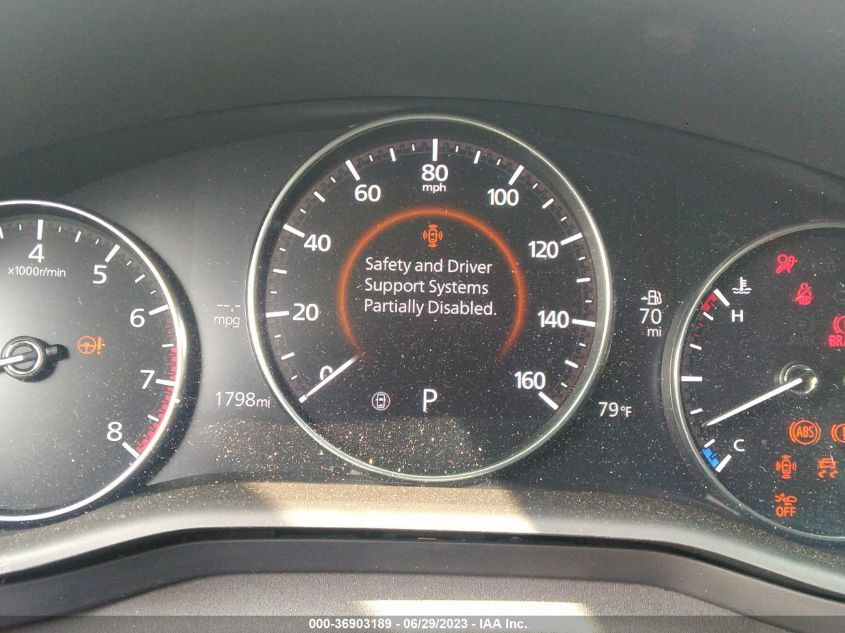 4
x1000r/min
5
6
7
8
0
20
40
60
80
mph
100
120
140
160
Safety and Driver
Support Systems
Partially Disabled.
P
-.-
mpg
1798mi
70
mi
79°F
H
C
ABS
OFF
000-36903189 - 06/29/2023 - IAA Inc.